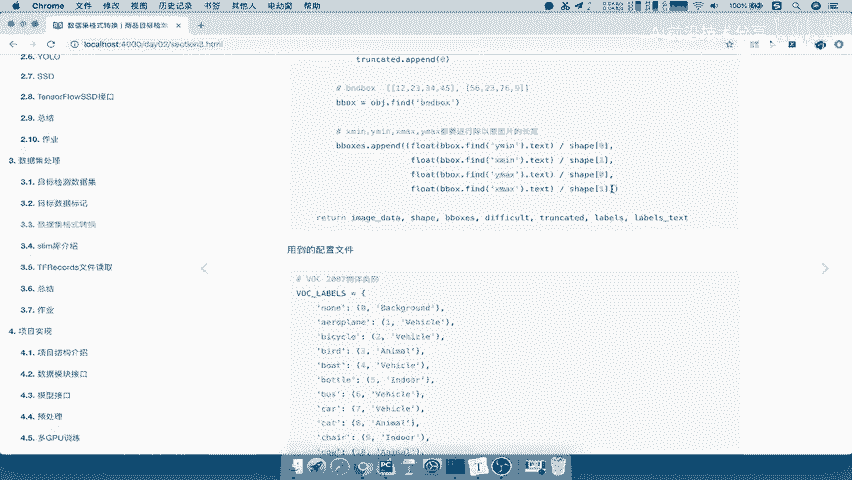 Chrome 文件 修改 视图 历史记录 书签 其他人 电动窗 帮助
100%
数据集格式转换 | 商品目标检
localhost:4000/day02/section3.html
2.6. YOLO
2.7. SSD
2.8. TensorFlowSSD接口
2.9. 总结
2.10. 作业
3. 数据集处理
3.1. 目标检测数据集
3.2. 目标数据标记
3.3. 数据集格式转换
3.4. slim库介绍
3.5. TFRecords文件读取
3.6. 总结
3.7. 作业
4. 项目实现
4.1. 项目结构介绍
4.2. 数据模块接口
4.3. 模型接口
4.4. 预处理
4.5. 多GPU训练
truncated.append(0)
# bndbox [[12,23,34,45], [56,23,76,9]]
bbox = obj.find('bndbox')
# xmin,ymin,xmax,ymax都要进行除以原图片的长宽
bboxes.append((float(bbox.find('ymin').text) / shape[0],
float(bbox.find('xmin').text) / shape[1],
float(bbox.find('ymax').text) / shape[0],
float(bbox.find('xmax').text) / shape[1]))
return image_data, shape, bboxes, difficult, truncated, labels, labels_text
用到的配置文件
# VOC 2007物体类别
VOC_LABELS = {
'none': (0, 'Background'),
'aeroplane': (1, 'Vehicle'),
'bicycle': (2, 'Vehicle'),
'bird': (3, 'Animal'),
'boat': (4, 'Vehicle'),
'bottle': (5, 'Indoor'),
'bus': (6, 'Vehicle'),
'car': (7, 'Vehicle'),
'cat': (8, 'Animal'),
'chair': (9, 'Indoor'),
'cow': (10, 'Animal'),